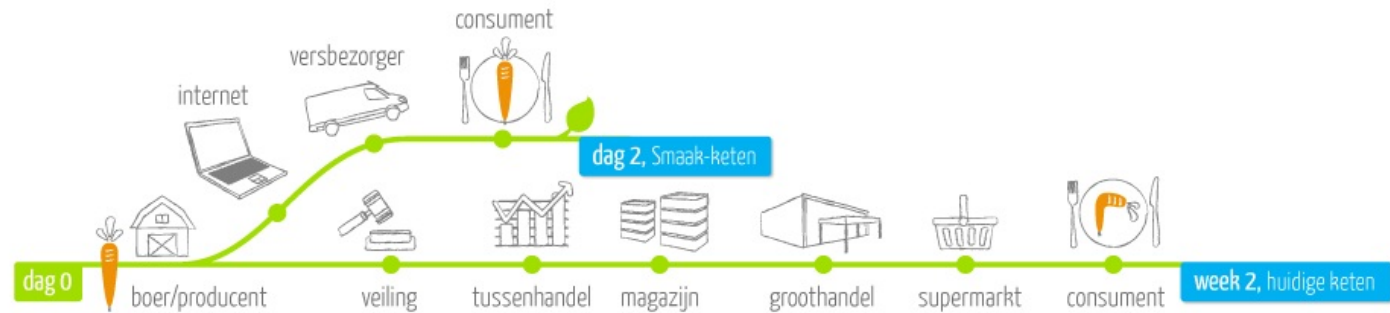 consument
versbezorger
internet
dag 2, Smaak-keten
dag 0
boer/producent
veiling
tussenhandel
magazijn
groothandel
supermarkt
consument
week 2, huidige keten